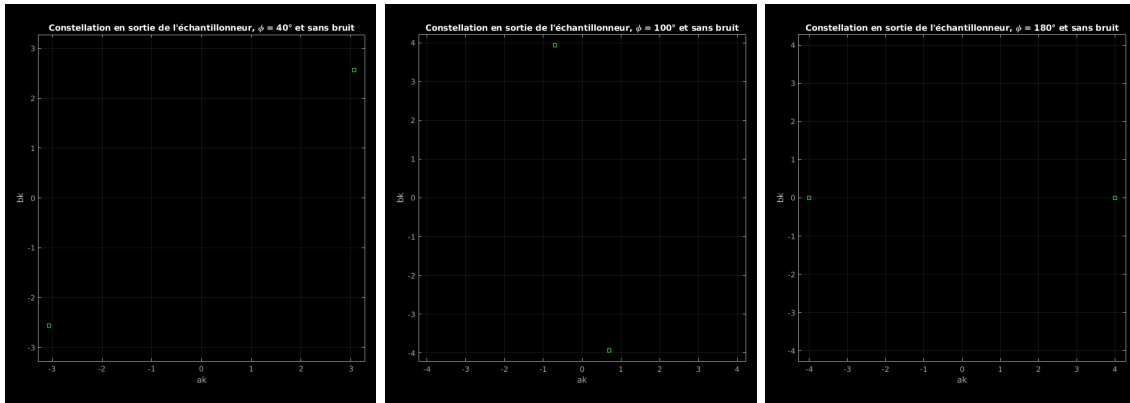 Constellation en sortie de l'échantillonneur, ϕ = 40° et sans bruit
3
2
1
0
-1
-2
-3
bk
-3 -2 -1 0 1 2 3
ak
Constellation en sortie de l'échantillonneur, ϕ = 100° et sans bruit
4
3
2
1
0
-1
-2
-3
-4
bk
-4 -3 -2 -1 0 1 2 3 4
ak
Constellation en sortie de l'échantillonneur, ϕ = 180° et sans bruit
4
3
2
1
0
-1
-2
-3
-4
bk
-4 -3 -2 -1 0 1 2 3 4
ak